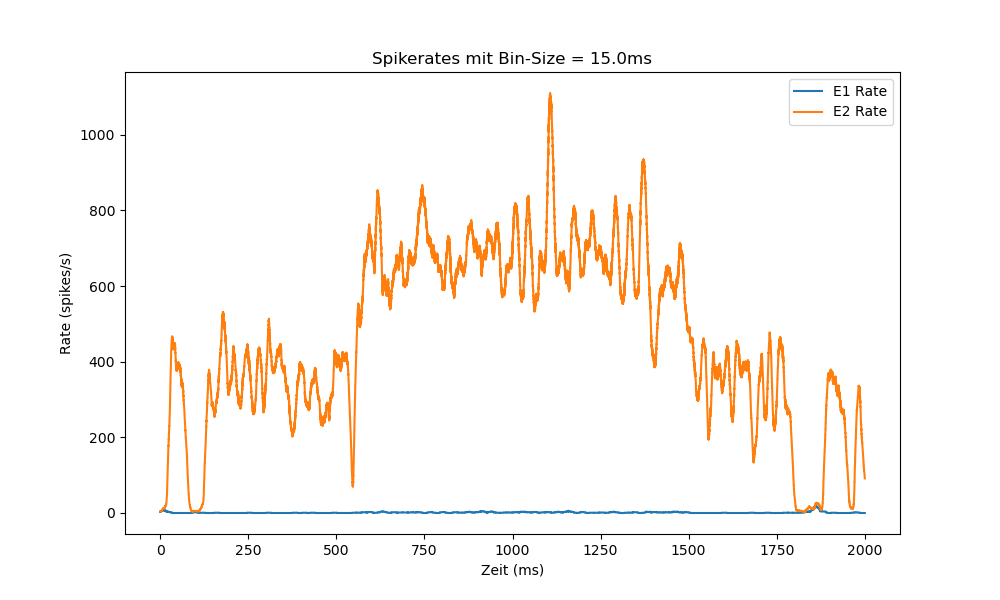 Spikerates mit Bin-Size = 15.0ms
E1 Rate
E2 Rate
Rate (spikes/s)
1000
800
600
400
200
0
0 250 500 750 1000 1250 1500 1750 2000
Zeit (ms)